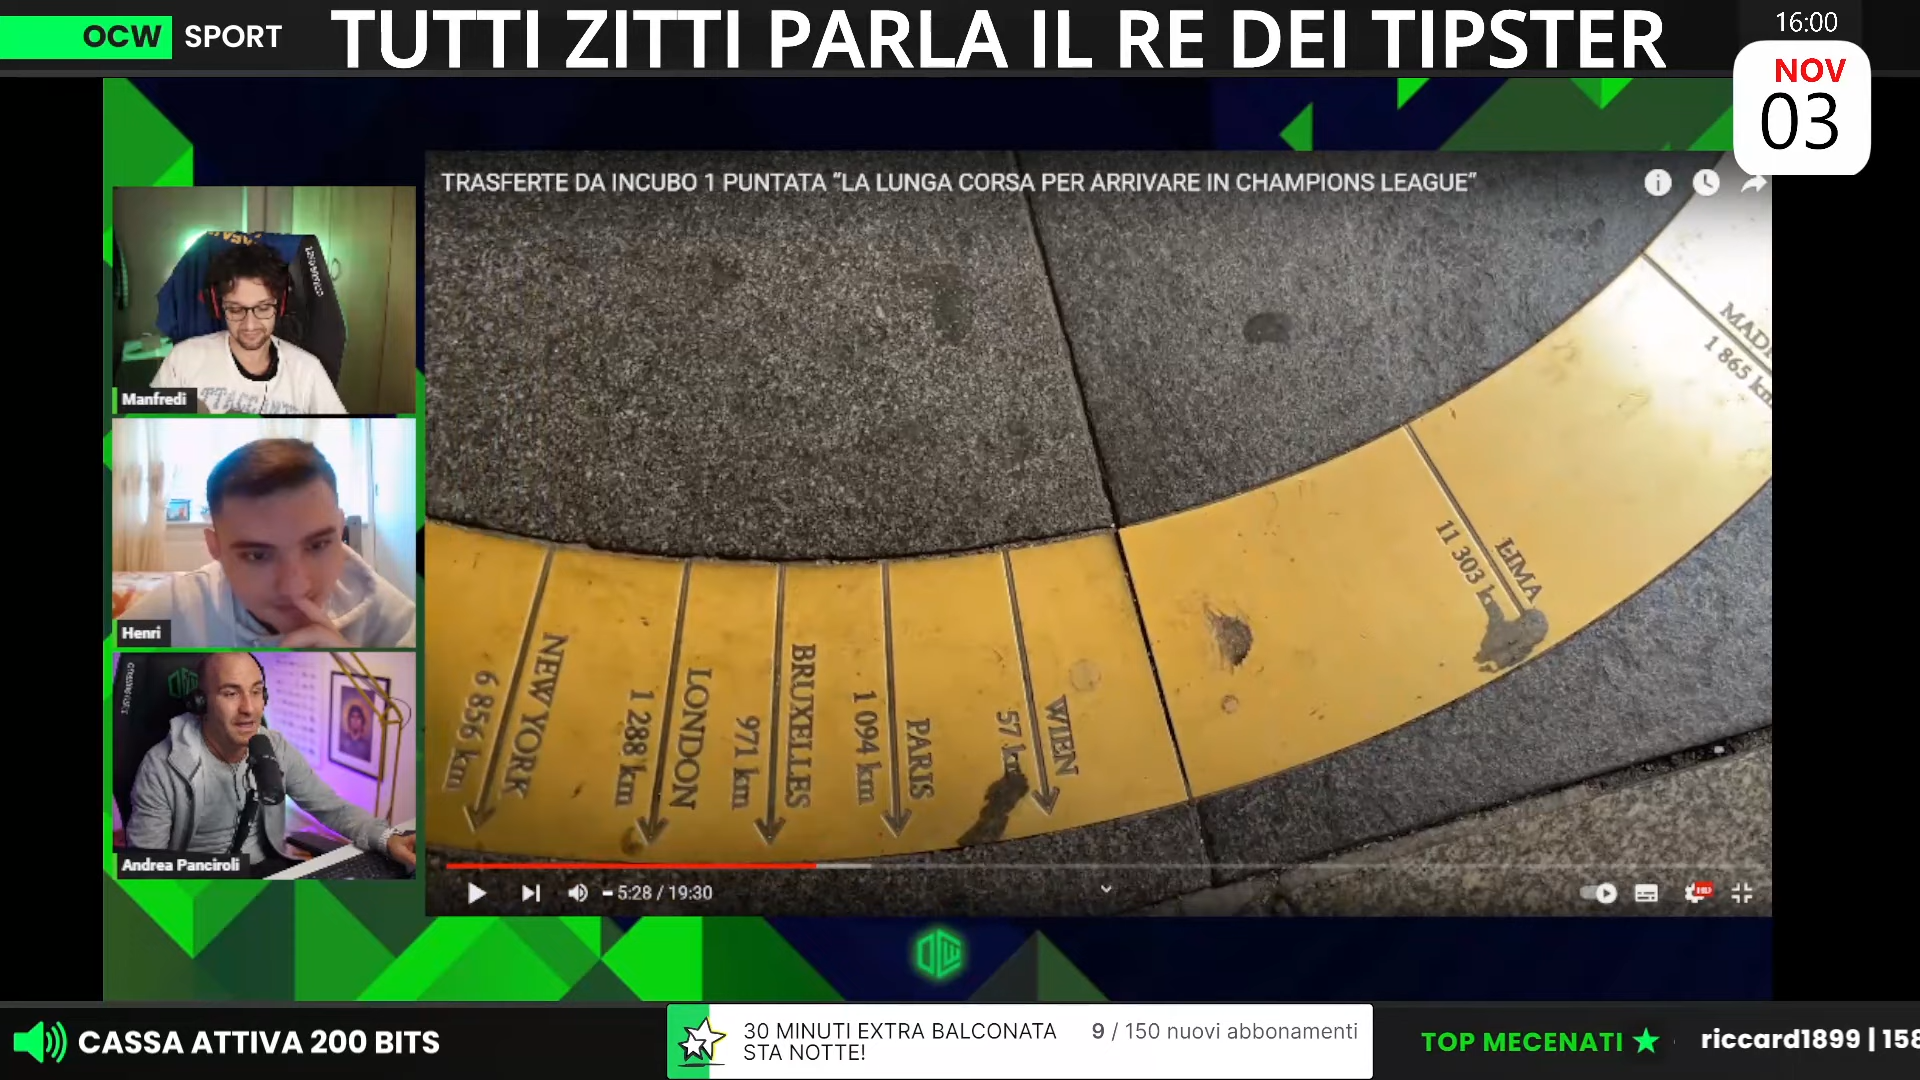 OCW SPORT
TUTTI ZITTI PARLA IL RE DEI TIPSTER
16:00
NOV
03
TRASFERTE DA INCUBO 1 PUNTATA “LA LUNGA CORSA PER ARRIVARE IN CHAMPIONS LEAGUE”
Manfredi
Henri
Andrea Panciroli
NEW YORK
6 856 km
LONDON
1 288 km
BRUXELLES
971 km
PARIS
1 094 km
WIEN
57 km
LIMA
11 303 k
MADR
1 865 km
5:28 / 19:30
HD
CASSA ATTIVA 200 BITS
30 MINUTI EXTRA BALCONATA
STA NOTTE!
9 / 150 nuovi abbonamenti
TOP MECENATI
riccard1899 | 158